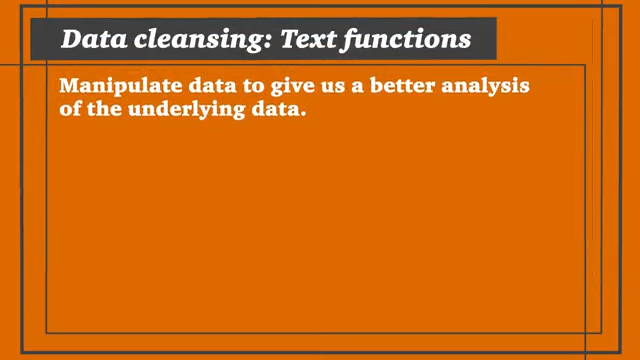 Data cleansing: Text functions
Manipulate data to give us a better analysis
of the underlying data.